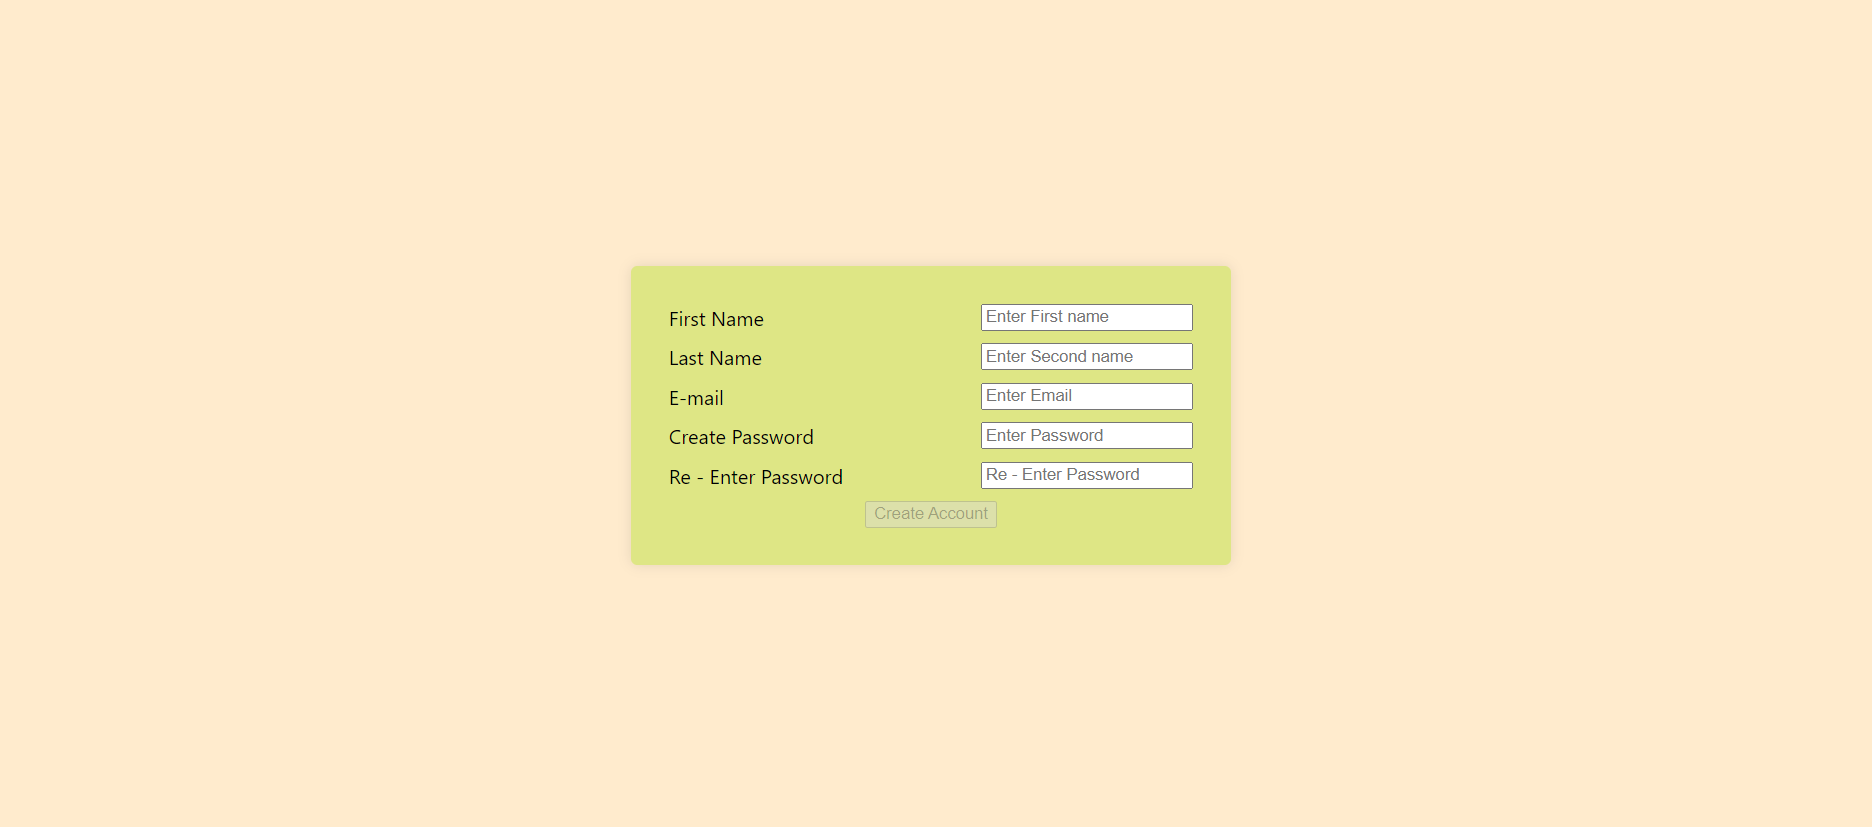 First Name Enter First name
Last Name Enter Second name
E-mail Enter Email
Create Password Enter Password
Re - Enter Password Re - Enter Password
Create Account